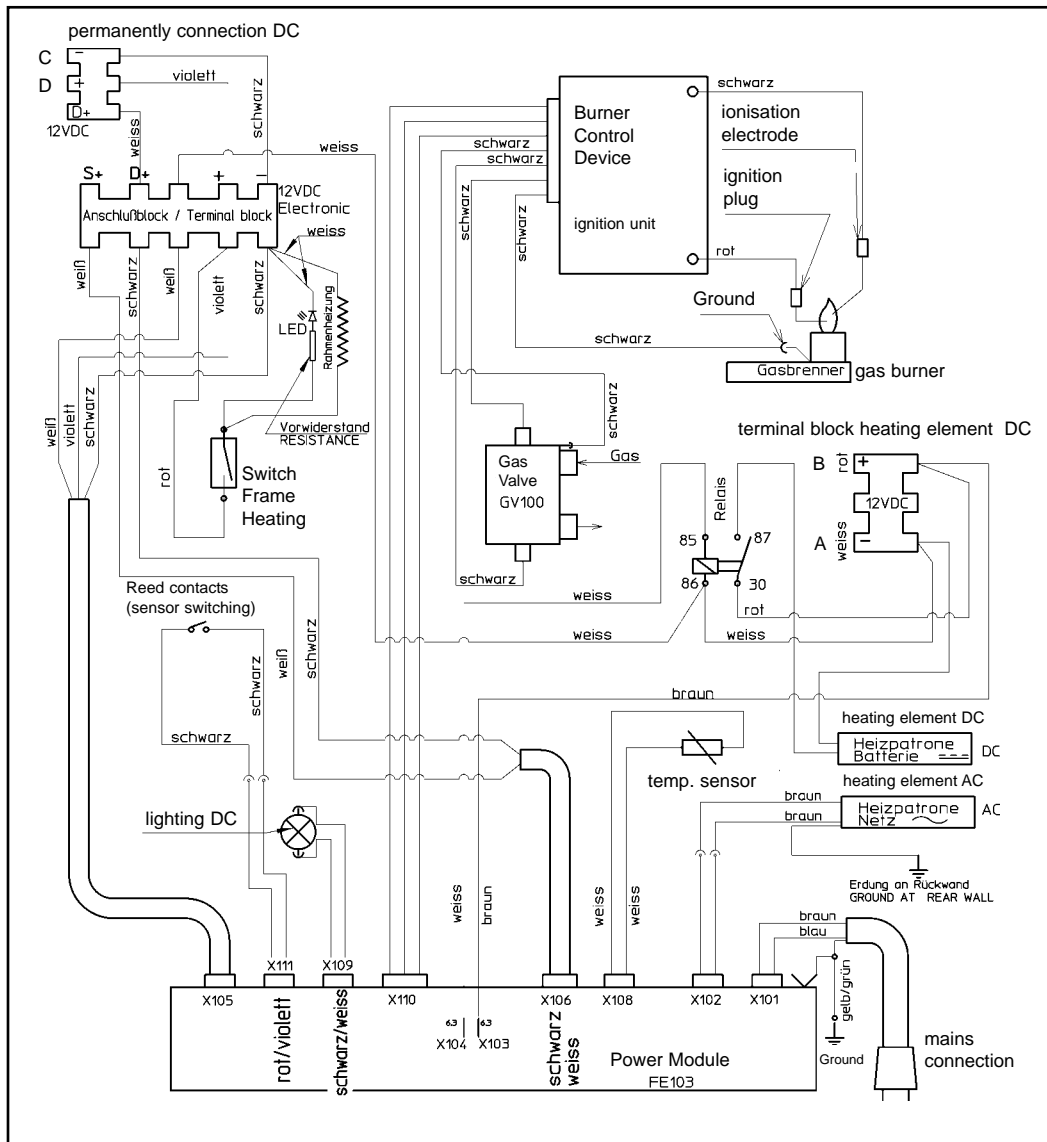 permanently connection DC
C
−
D
+
violett
D+
12VDC
weiss
schwarz
S+
D+
+
−
weiss
12VDC
Electronic
Anschlußblock / Terminal block
weiss
weiß
schwarz
weiß
violett
schwarz
LED
Rahmenheizung
Vorwiderstand
RESISTANCE
weiß
violett
schwarz
rot
Switch
Frame
Heating
Burner
Control
Device
ignition unit
schwarz
schwarz
schwarz
schwarz
schwarz
ionisation
electrode
ignition
plug
rot
Ground
schwarz
Gasbrenner
gas burner
schwarz
Gas
Valve
GV100
Gas
schwarz
terminal block heating element DC
B
rot
+
12VDC
A
weiss
−
Relais
85
87
86
30
weiss
rot
weiss
weiss
braun
Reed contacts
(sensor switching)
schwarz
schwarz
weiß
schwarz
lighting DC
temp. sensor
heating element DC
Heizpatrone
Batterie
DC
heating element AC
braun
braun
Heizpatrone
Netz
AC
Erdung an Rückwand
GROUND AT REAR WALL
weiss
braun
weiss
weiss
braun
blau
gelb/grün
Ground
mains
connection
X105
X111
rot/violett
X109
schwarz/weiss
X110
6.3
X104
6.3
X103
X106
schwarz
weiss
X108
X102
X101
Power Module
FE103